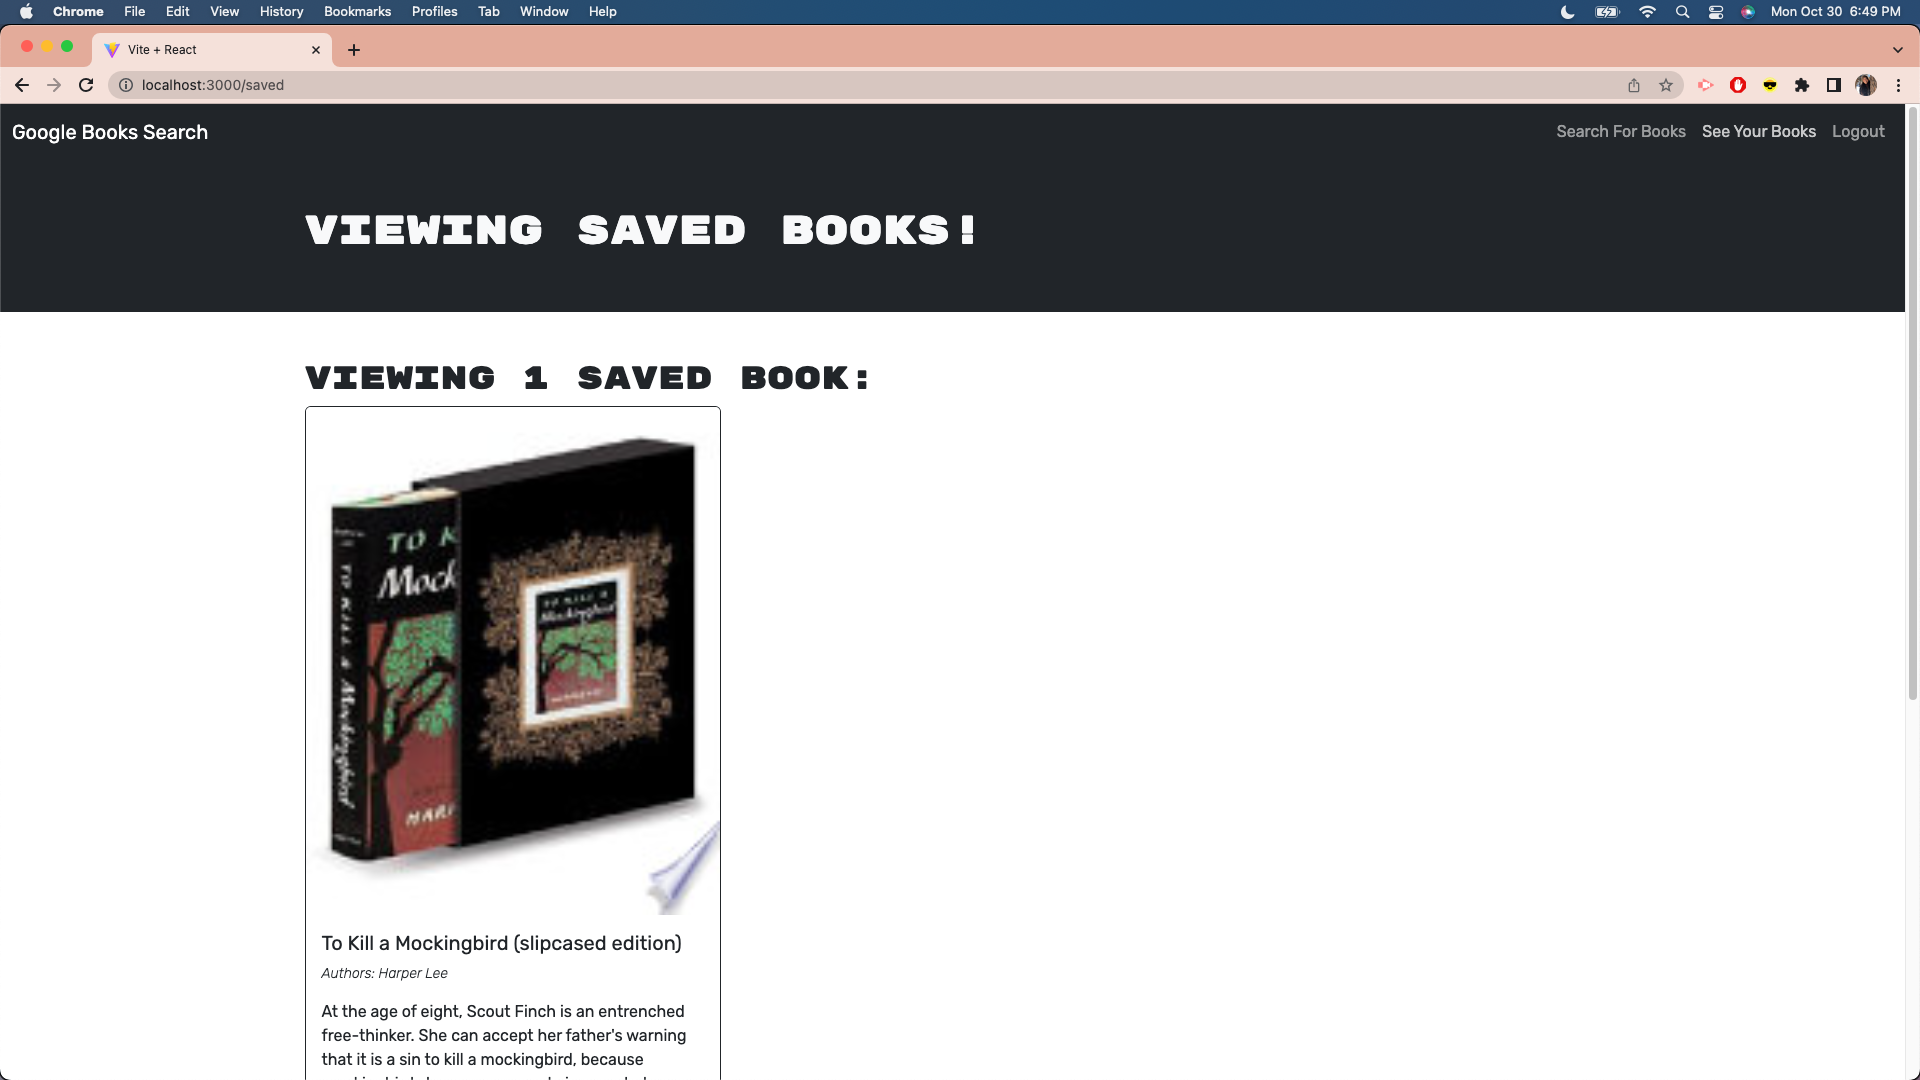 Chrome File Edit View History Bookmarks Profiles Tab Window Help Mon Oct 30 6:49 PM
Vite + React
localhost:3000/saved
Google Books Search Search For Books See Your Books Logout
VIEWING SAVED BOOKS!
VIEWING 1 SAVED BOOK:
TO K
Mock
TO KILL A Mockingbird
HARP
TO KILL A
Mockingbird
To Kill a Mockingbird (slipcased edition)
Authors: Harper Lee
At the age of eight, Scout Finch is an entrenched
free-thinker. She can accept her father's warning
that it is a sin to kill a mockingbird, because